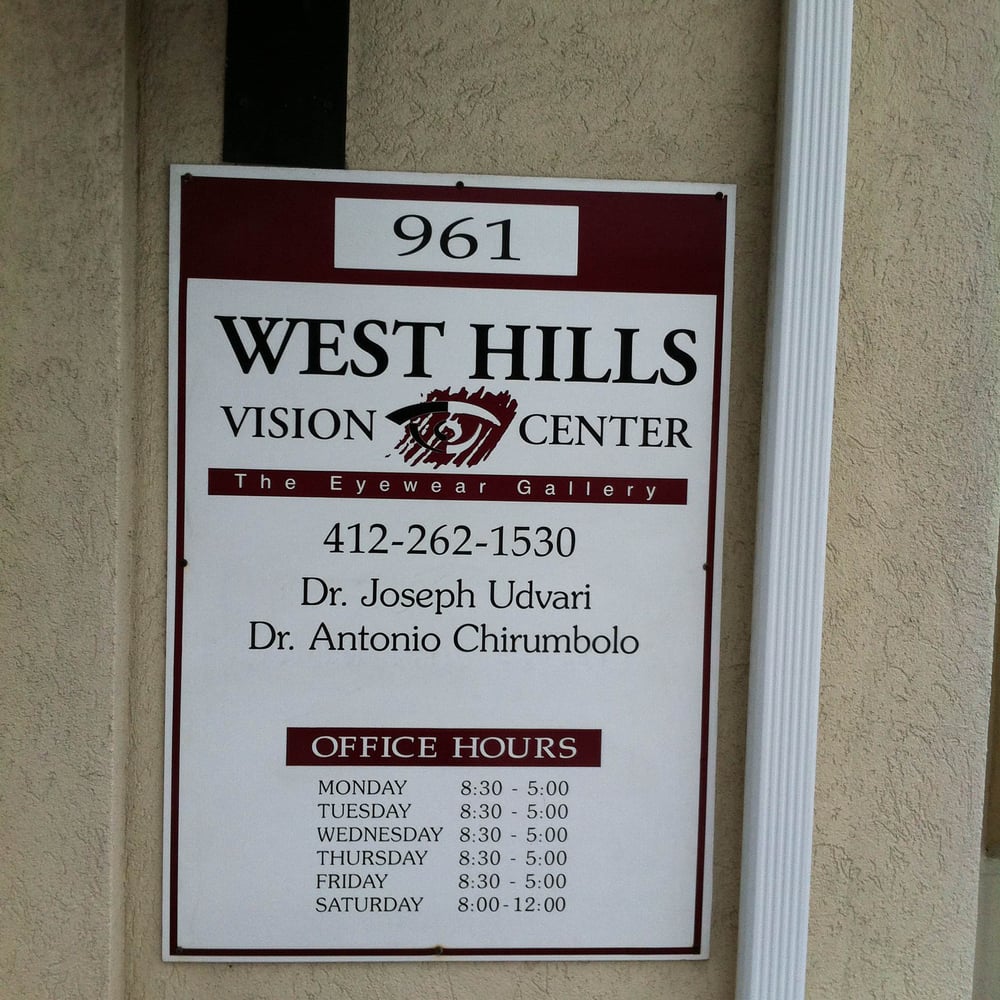 961
WEST HILLS
VISION CENTER
The Eyewear Gallery
412-262-1530
Dr. Joseph Udvari
Dr. Antonio Chirumbolo
OFFICE HOURS
MONDAY 8:30 - 5:00
TUESDAY 8:30 - 5:00
WEDNESDAY 8:30 - 5:00
THURSDAY 8:30 - 5:00
FRIDAY 8:30 - 5:00
SATURDAY 8:00-12:00